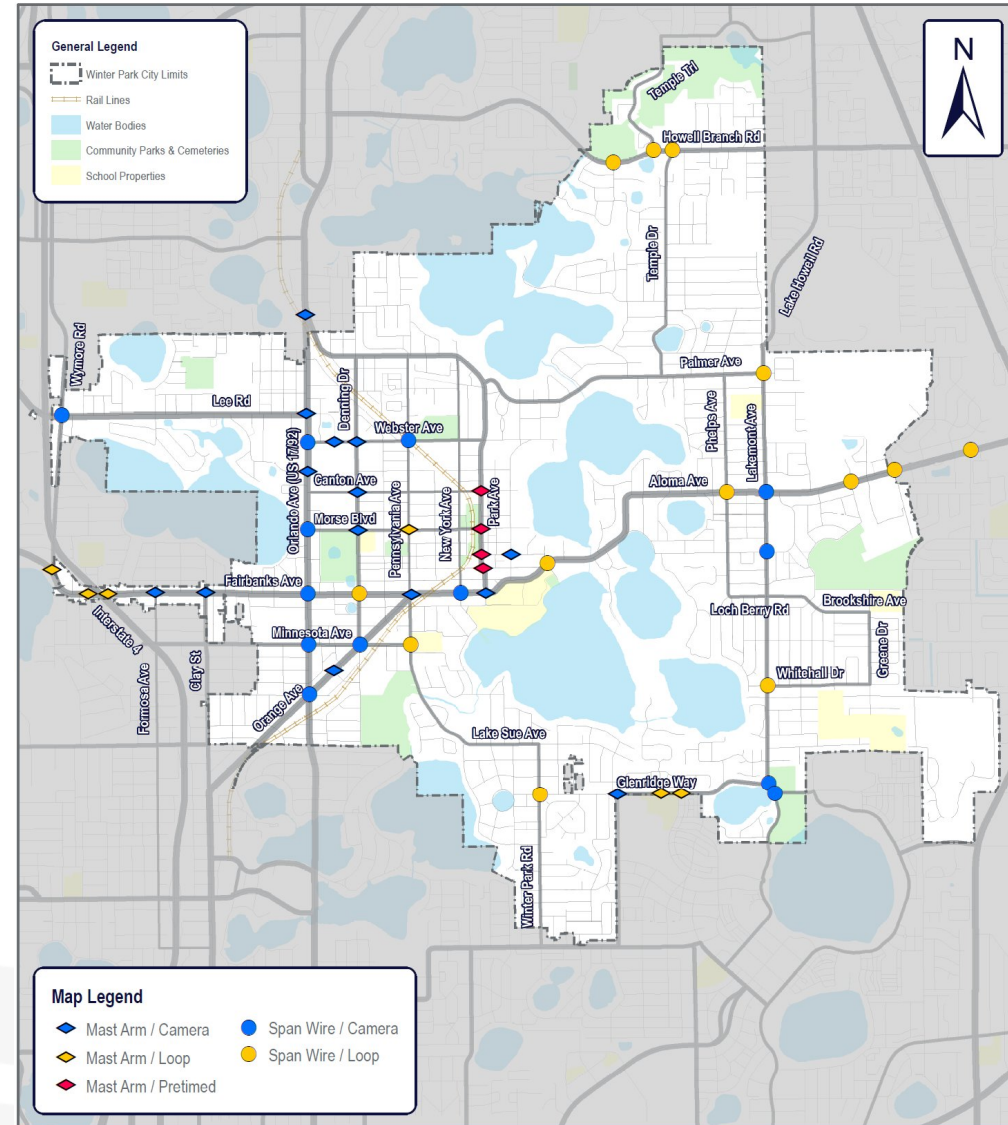 General Legend
Winter Park City Limits
Rail Lines
Water Bodies
Community Parks & Cemeteries
School Properties
N
Temple Trl
Howell Branch Rd
Temple Dr
Lake Howell Rd
Wymore Rd
Palmer Ave
Lee Rd
Denning Dr
Phelps Ave
Lakemont Ave
Webster Ave
Orlando Ave (US 17/92)
Canton Ave
Aloma Ave
Park Ave
Pennsylvania Ave
New York Ave
Morse Blvd
Fairbanks Ave
Brookshire Ave
Loch Berry Rd
Interstate 4
Minnesota Ave
Greene Dr
Clay St
Whitehall Dr
Formosa Ave
Orange Ave
Lake Sue Ave
Glenridge Way
Winter Park Rd
Map Legend
Mast Arm / Camera
Span Wire / Camera
Mast Arm / Loop
Span Wire / Loop
Mast Arm / Pretimed